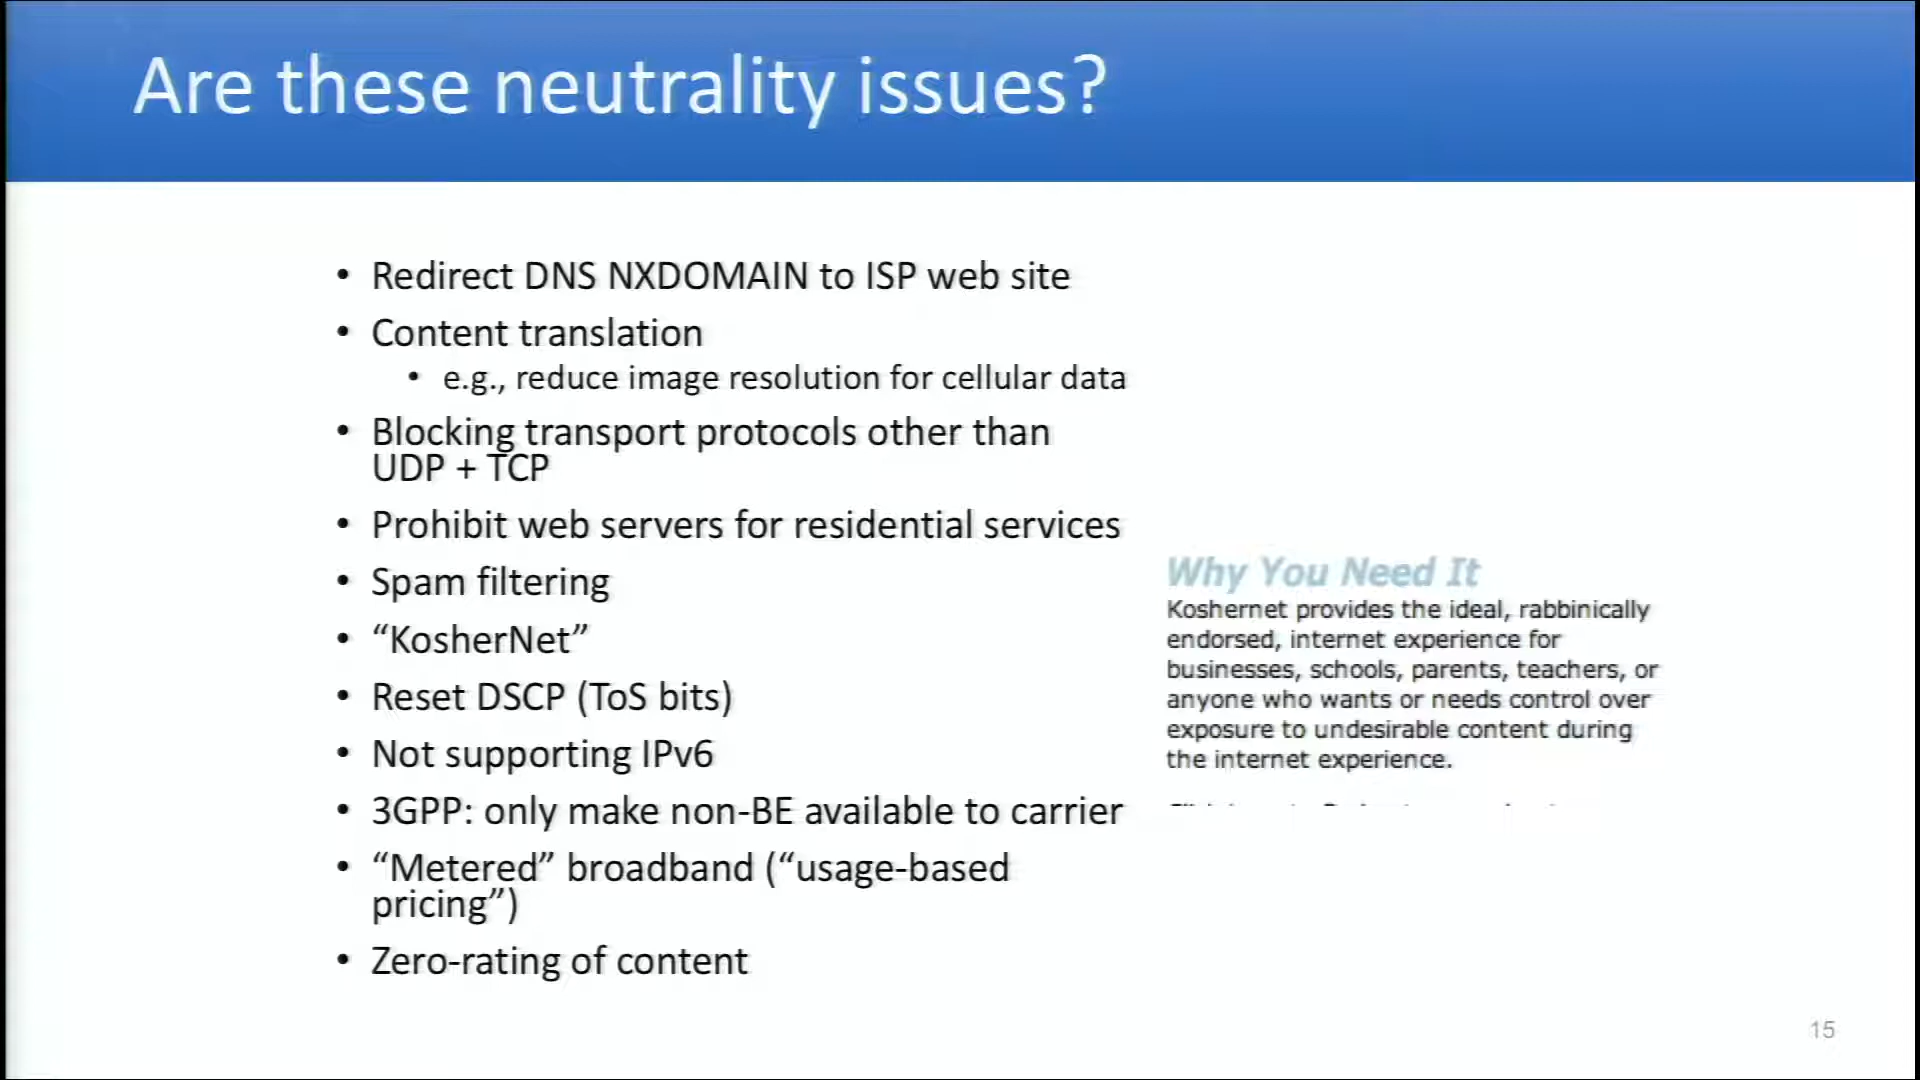 Are these neutrality issues?
• Redirect DNS NXDOMAIN to ISP web site
• Content translation
• e.g., reduce image resolution for cellular data
• Blocking transport protocols other than
UDP + TCP
• Prohibit web servers for residential services
• Spam filtering
• “KosherNet”
• Reset DSCP (ToS bits)
• Not supporting IPv6
• 3GPP: only make non-BE available to carrier
• “Metered” broadband (“usage-based
pricing”)
• Zero-rating of content
Why You Need It
Koshernet provides the ideal, rabbinically
endorsed, internet experience for
businesses, schools, parents, teachers, or
anyone who wants or needs control over
exposure to undesirable content during
the internet experience.
15